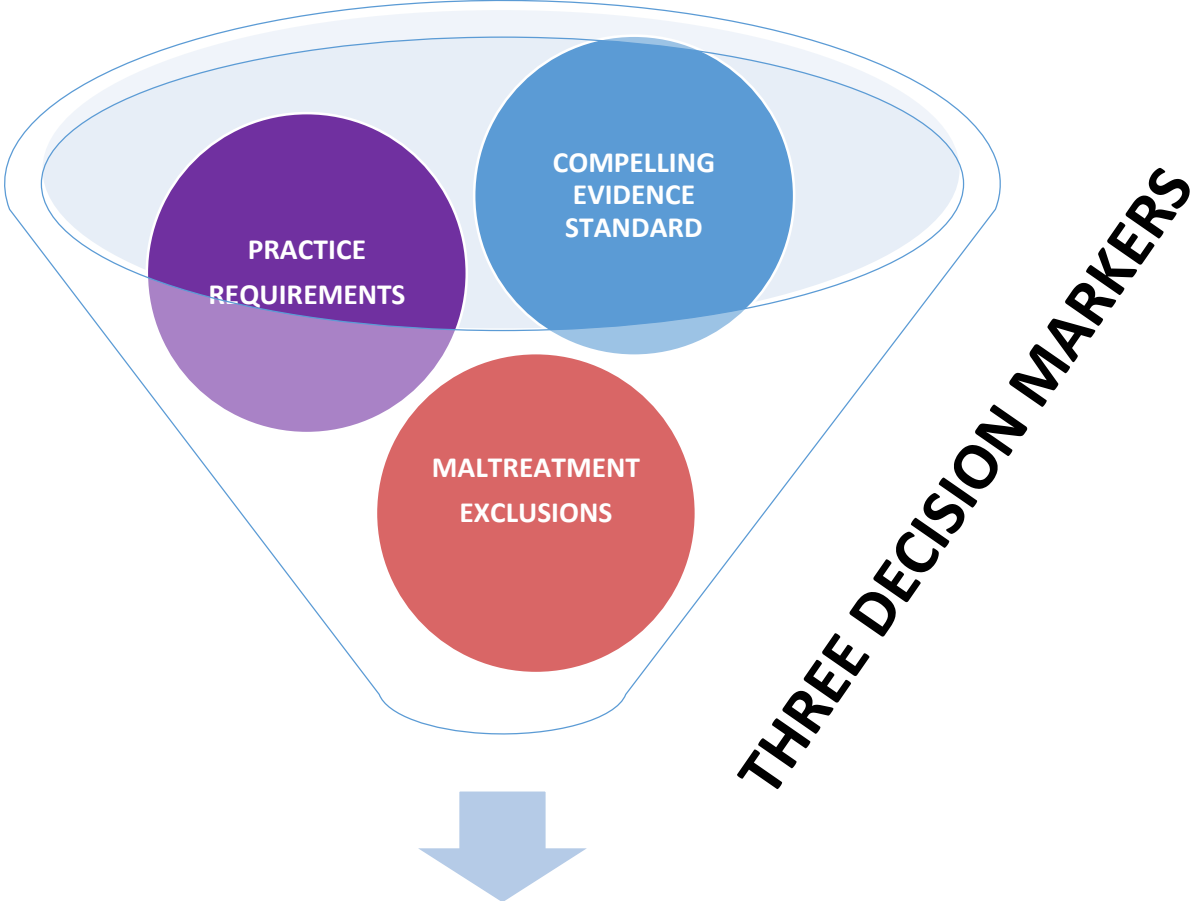 COMPELLING
EVIDENCE
STANDARD
PRACTICE
REQUIREMENTS
MALTREATMENT
EXCLUSIONS
THREE DECISION MARKERS